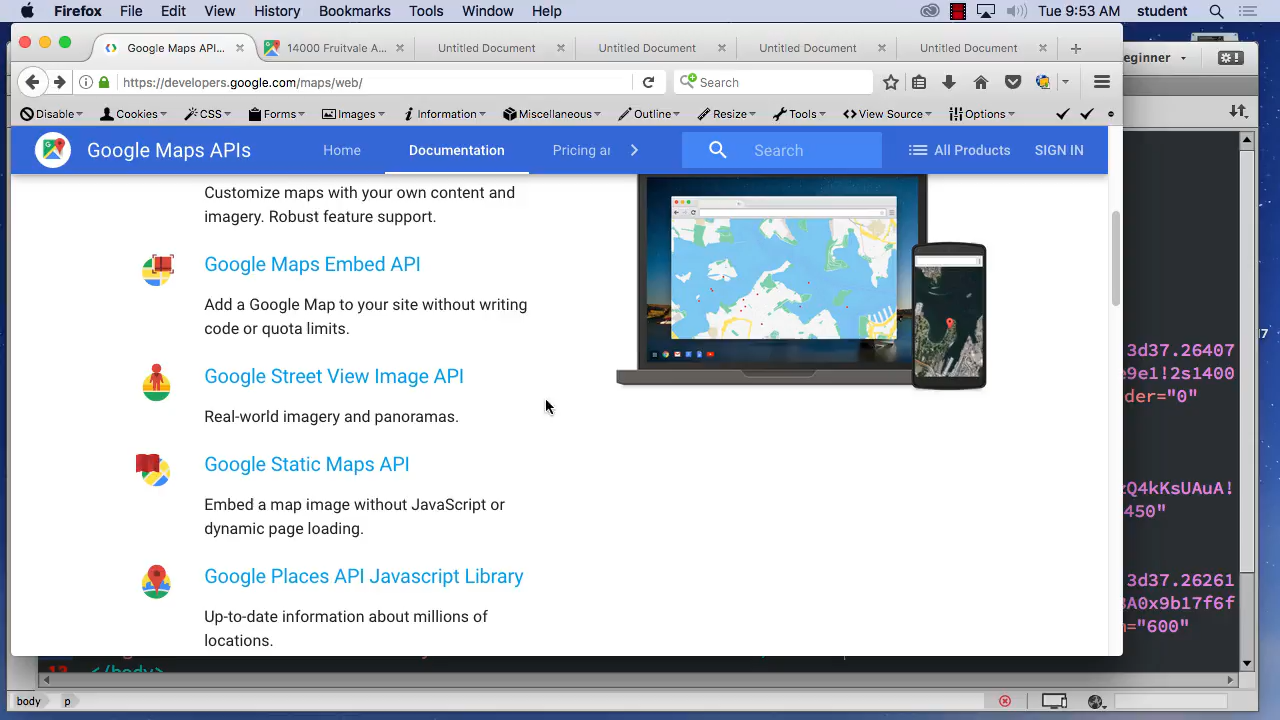 Firefox File Edit View History Bookmarks Tools Window Help Tue 9:53 AM student
Google Maps APIs... 14000 Fruitvale A... Untitled Document Untitled Document Untitled Document Untitled Document
https://developers.google.com/maps/web/ Search
Disable Cookies CSS Forms Images Information Miscellaneous Outline Resize Tools View Source Options
Google Maps APIs Home Documentation Pricing an Search All Products SIGN IN
Customize maps with your own content and
imagery. Robust feature support.
Google Maps Embed API
Add a Google Map to your site without writing
code or quota limits.
Google Street View Image API
Real-world imagery and panoramas.
Google Static Maps API
Embed a map image without JavaScript or
dynamic page loading.
Google Places API Javascript Library
Up-to-date information about millions of
locations.
eginner
3d37.26407
e9e1!2s1400
der="0"
zQ4kKsUAuA!
450"
3d37.26261
BA0x9b17f6f
="600"
</body>
body p